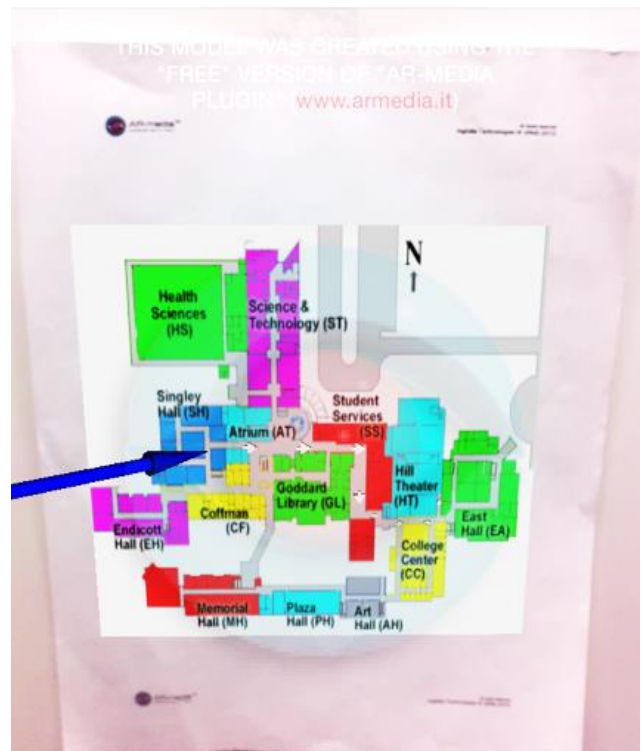 THIS MODEL WAS CREATED USING THE
"FREE" VERSION OF "AR-MEDIA
PLUGIN" (www.armedia.it)
N
Health
Sciences
(HS)
Science &
Technology (ST)
Singley
Hall (SH)
Student
Services
(SS)
Atrium (AT)
Hill
Theater
(HT)
Goddard
Library (GL)
Coffman
(CF)
East
Hall (EA)
Endicott
Hall (EH)
College
Center
(CC)
Memorial
Hall (MH)
Plaza
Hall (PH)
Art
Hall (AH)